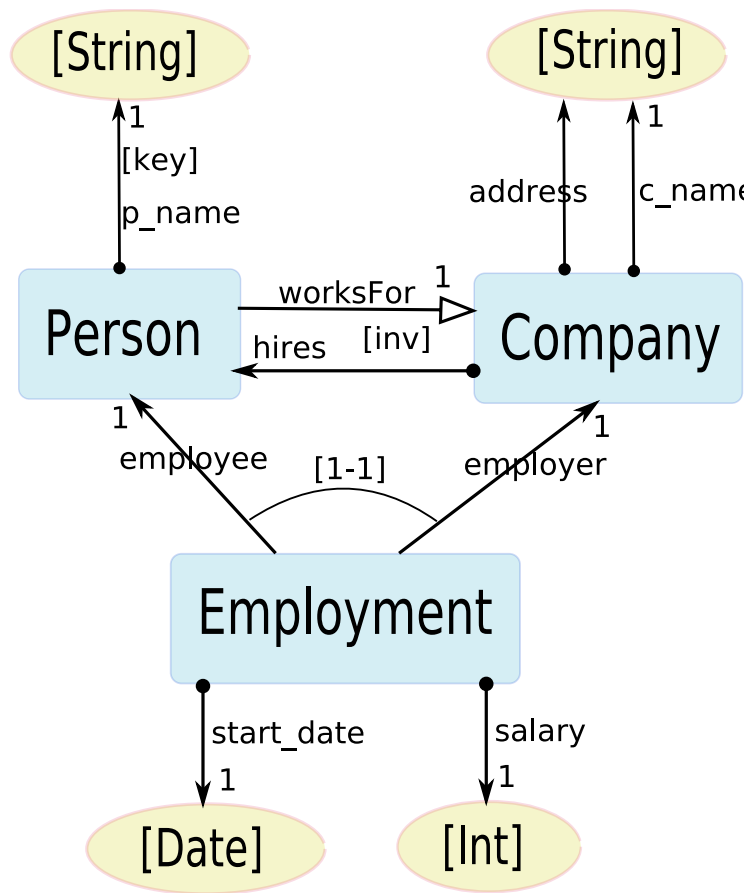 [String]
[String]
1
1
[key]
address
c_name
p_name
1
worksFor
[inv]
hires
Person
Company
1
1
employee
[1-1]
employer
Employment
start_date
salary
1
1
[Date]
[Int]